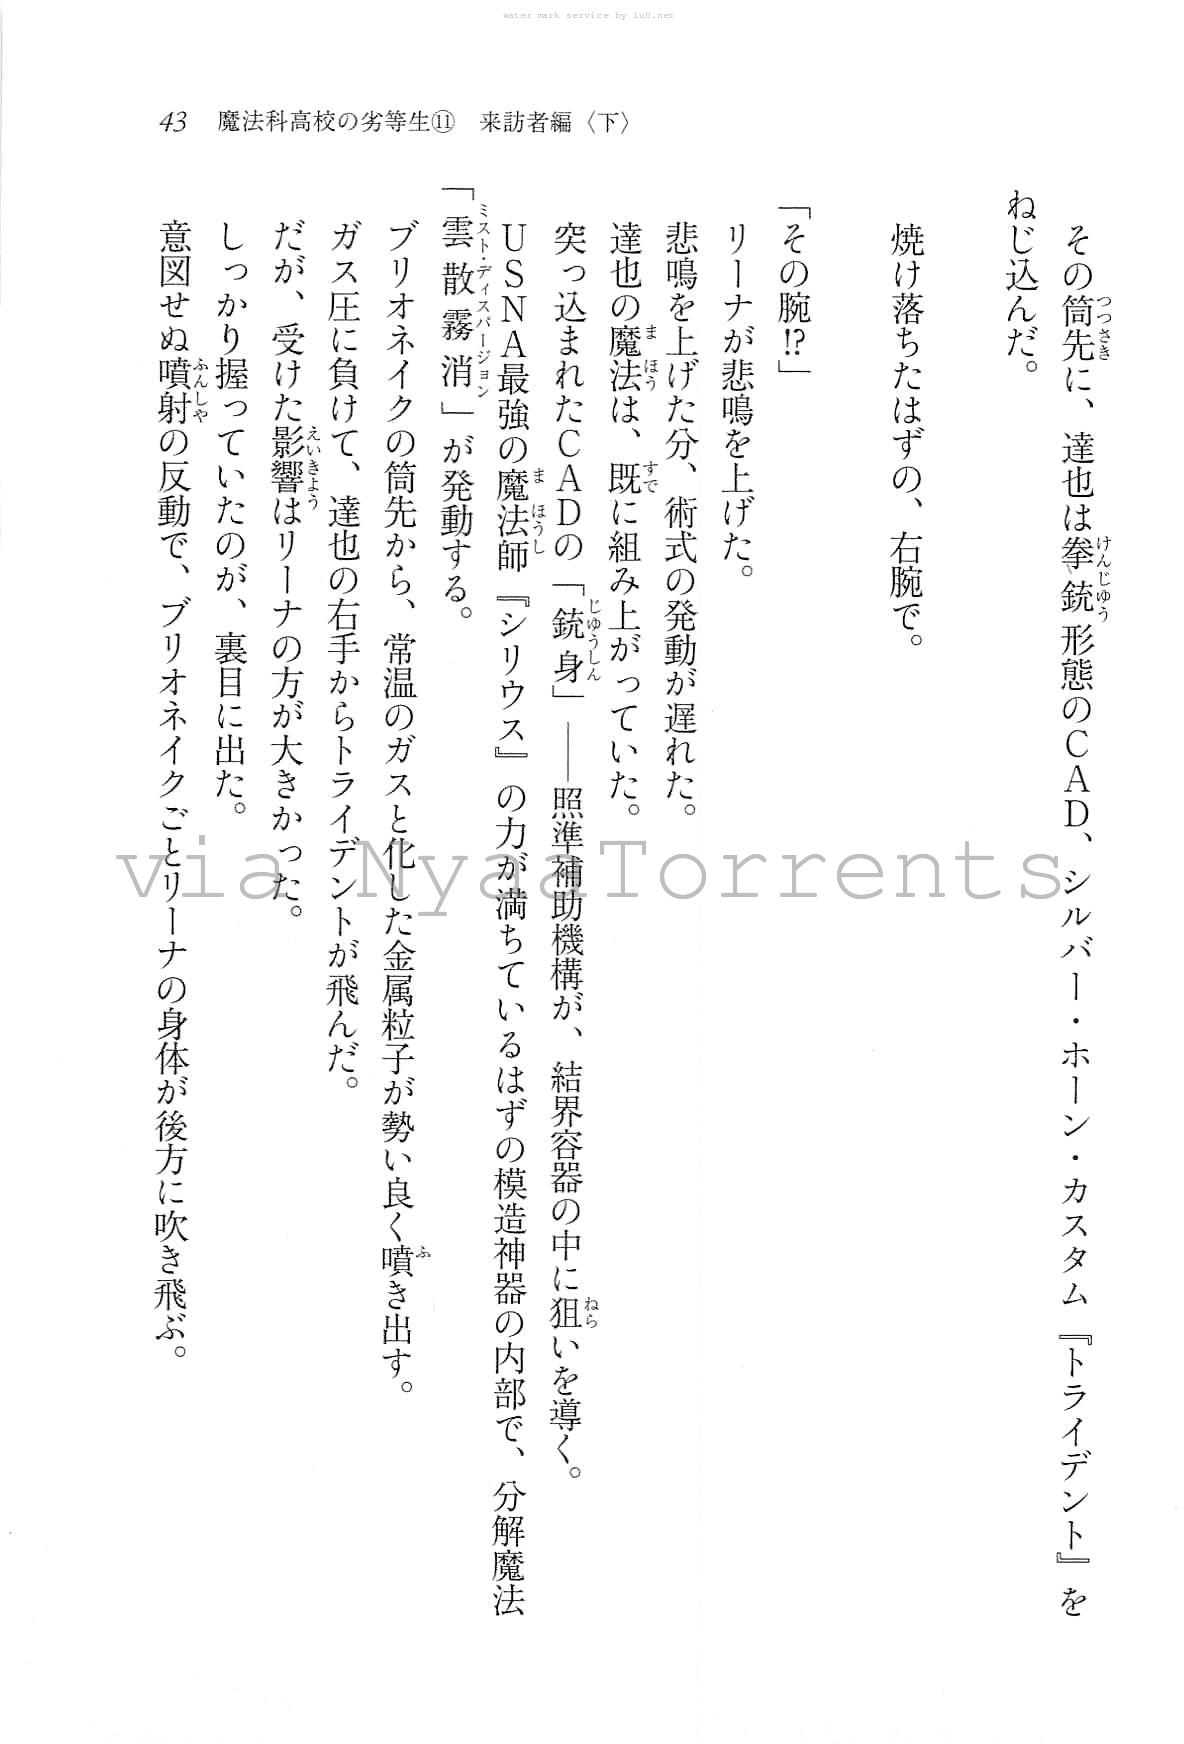 water mark service by lu0.net
43　魔法科高校の劣等生⑪　来訪者編〈下〉
その筒先に、達也は拳銃形態のＣＡＤ、シルバー・ホーン・カスタム『トライデント』を
ねじ込んだ。
焼け落ちたはずの、右腕で。
「その腕!?」
リーナが悲鳴を上げた。
悲鳴を上げた分、術式の発動が遅れた。
達也の魔法は、既に組み上がっていた。
突っ込まれたＣＡＤの「銃身」――照準補助機構が、結界容器の中に狙いを導く。
ＵＳＮＡ最強の魔法師『シリウス』の力が満ちているはずの模造神器の内部で、分解魔法
「雲散霧消」が発動する。
ブリオネイクの筒先から、常温のガスと化した金属粒子が勢い良く噴き出す。
ガス圧に負けて、達也の右手からトライデントが飛んだ。
だが、受けた影響はリーナの方が大きかった。
しっかり握っていたのが、裏目に出た。
意図せぬ噴射の反動で、ブリオネイクごとリーナの身体が後方に吹き飛ぶ。
via NyaaTorrents